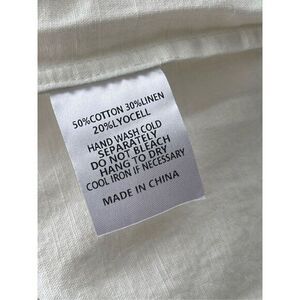 50%COTTON 30%LINEN
20%LYOCELL
HAND WASH COLD
SEPARATELY
DO NOT BLEACH
HANG TO DRY
COOL IRON IF NECESSARY
MADE IN CHINA